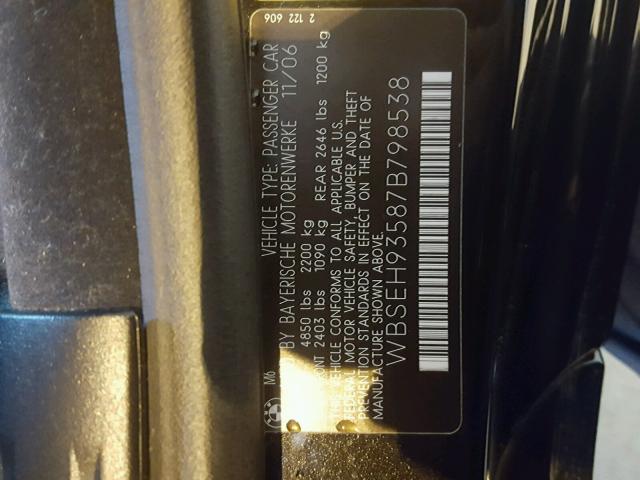 2 122 606
M6
VEHICLE TYPE: PASSENGER CAR
BY BAYERISCHE MOTORENWERKE 11/06
4850 lbs 2200 kg
2403 lbs 1090 kg REAR 2646 lbs 1200 kg
THIS VEHICLE CONFORMS TO ALL APPLICABLE U.S.
FEDERAL MOTOR VEHICLE SAFETY, BUMPER AND THEFT
PREVENTION STANDARDS IN EFFECT ON THE DATE OF
MANUFACTURE SHOWN ABOVE.
WBSEH93587B798538